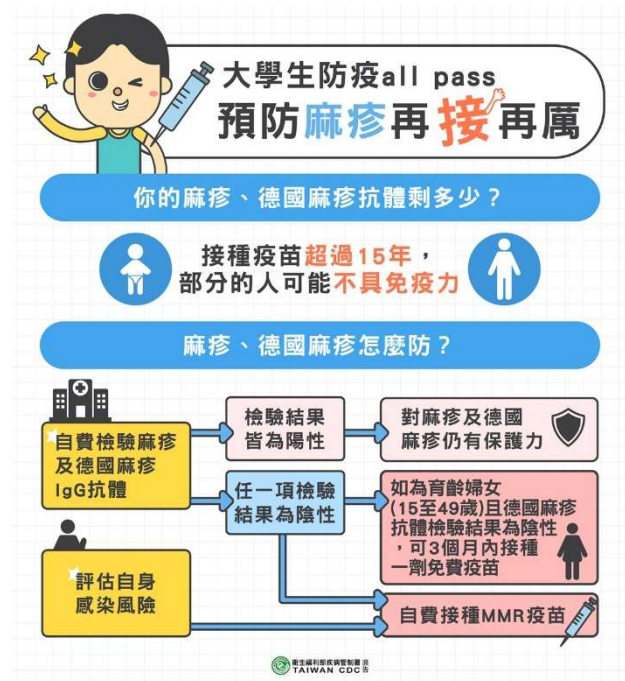 大學生防疫all pass
預防麻疹再接再厲
你的麻疹、德國麻疹抗體剩多少？
接種疫苗超過15年，
部分的人可能不具免疫力
麻疹、德國麻疹怎麼防？
自費檢驗麻疹
及德國麻疹
IgG抗體
檢驗結果
皆為陽性
對麻疹及德國
麻疹仍有保護力
任一項檢驗
結果為陰性
如為育齡婦女
(15至49歲)且德國麻疹
抗體檢驗結果為陰性
，可3個月內接種
一劑免費疫苗
評估自身
感染風險
自費接種MMR疫苗
衛生福利部疾病管制署
TAIWAN CDC
廣告